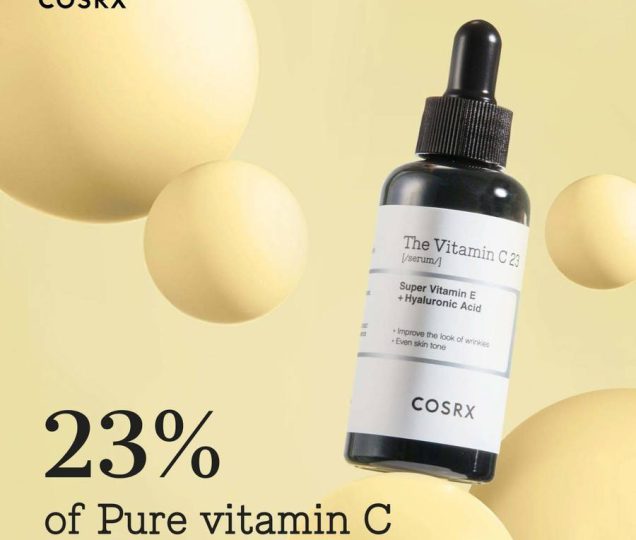 COSRX
The Vitamin C 23
[/serum/]
Super Vitamin E
+ Hyaluronic Acid
• Improve the look of wrinkles
• Even skin tone
COSRX
23%
of Pure vitamin C